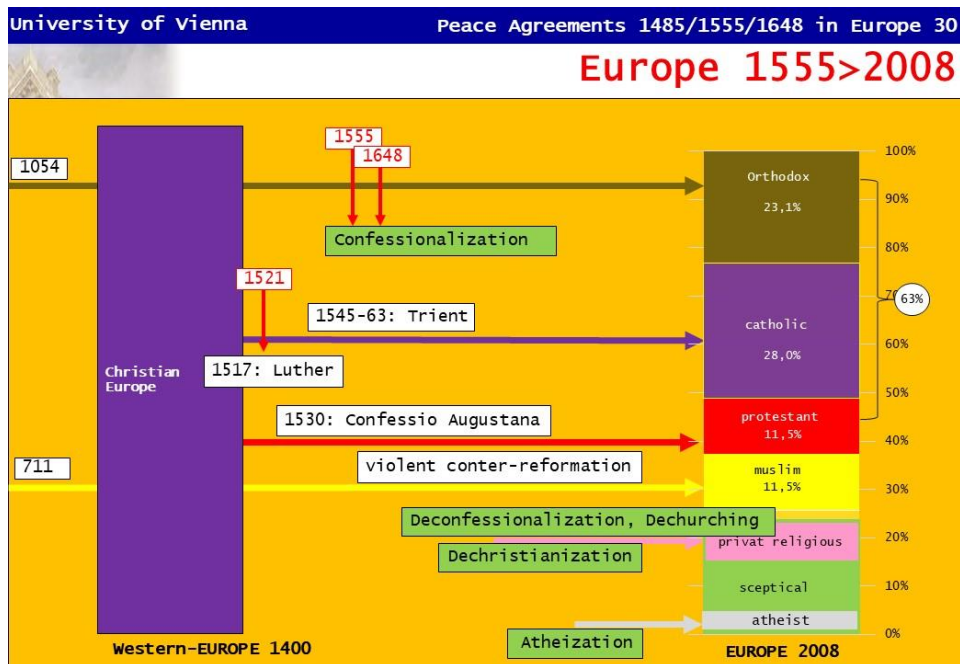 University of Vienna
Peace Agreements 1485/1555/1648 in Europe 30
Europe 1555>2008
1555
1648
1054
Confessionalization
1521
1545-63: Trient
1517: Luther
Christian
Europe
1530: Confessio Augustana
711
violent conter-reformation
Deconfessionalization, Dechurching
Dechristianization
Atheization
Western-EUROPE 1400
Orthodox
23,1%
catholic
28,0%
protestant
11,5%
muslim
11,5%
privat religious
sceptical
atheist
EUROPE 2008
100%
90%
80%
63%
60%
50%
40%
30%
20%
10%
0%